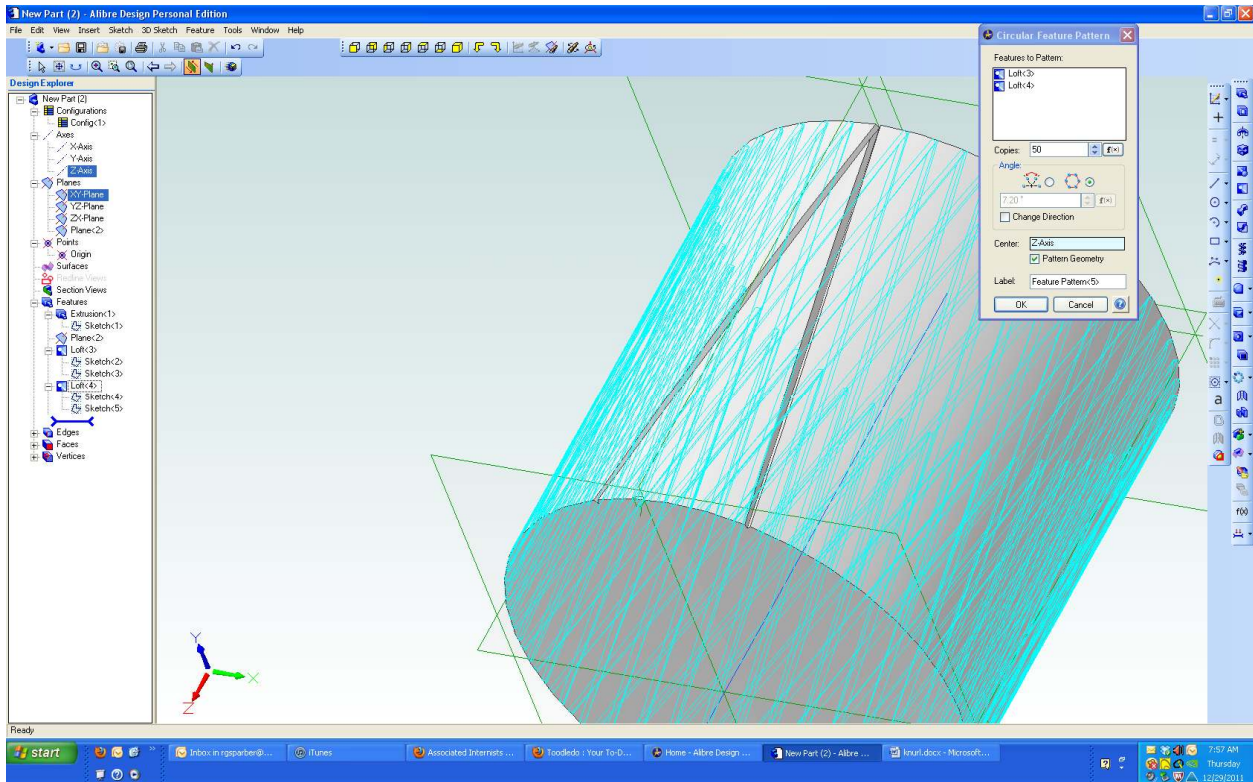 New Part (2) - Alibre Design Personal Edition
File Edit View Insert Sketch 3D Sketch Feature Tools Window Help
Design Explorer
New Part (2)
Configurations
Config<1>
Axes
X-Axis
Y-Axis
Z-Axis
Planes
XY-Plane
YZ-Plane
ZX-Plane
Plane<2>
Points
Origin
Surfaces
Redline Views
Section Views
Features
Extrusion<1>
Sketch<1>
Plane<2>
Loft<3>
Sketch<2>
Sketch<3>
Loft<4>
Sketch<4>
Sketch<5>
Edges
Faces
Vertices
Circular Feature Pattern
Features to Pattern:
Loft<3>
Loft<4>
Copies: 50 f(x)
Angle:
7.20 ° f(x)
Change Direction
Center: Z-Axis
Pattern Geometry
Label: Feature Pattern<5>
OK Cancel ?
a
f(x)
Y
X
Z
Ready
start
Inbox in rgsparber@...
iTunes
Associated Internists ...
Toodledo : Your To-D...
Home - Alibre Design ...
New Part (2) - Alibre ...
knurl.docx - Microsoft...
7:57 AM
Thursday
12/29/2011